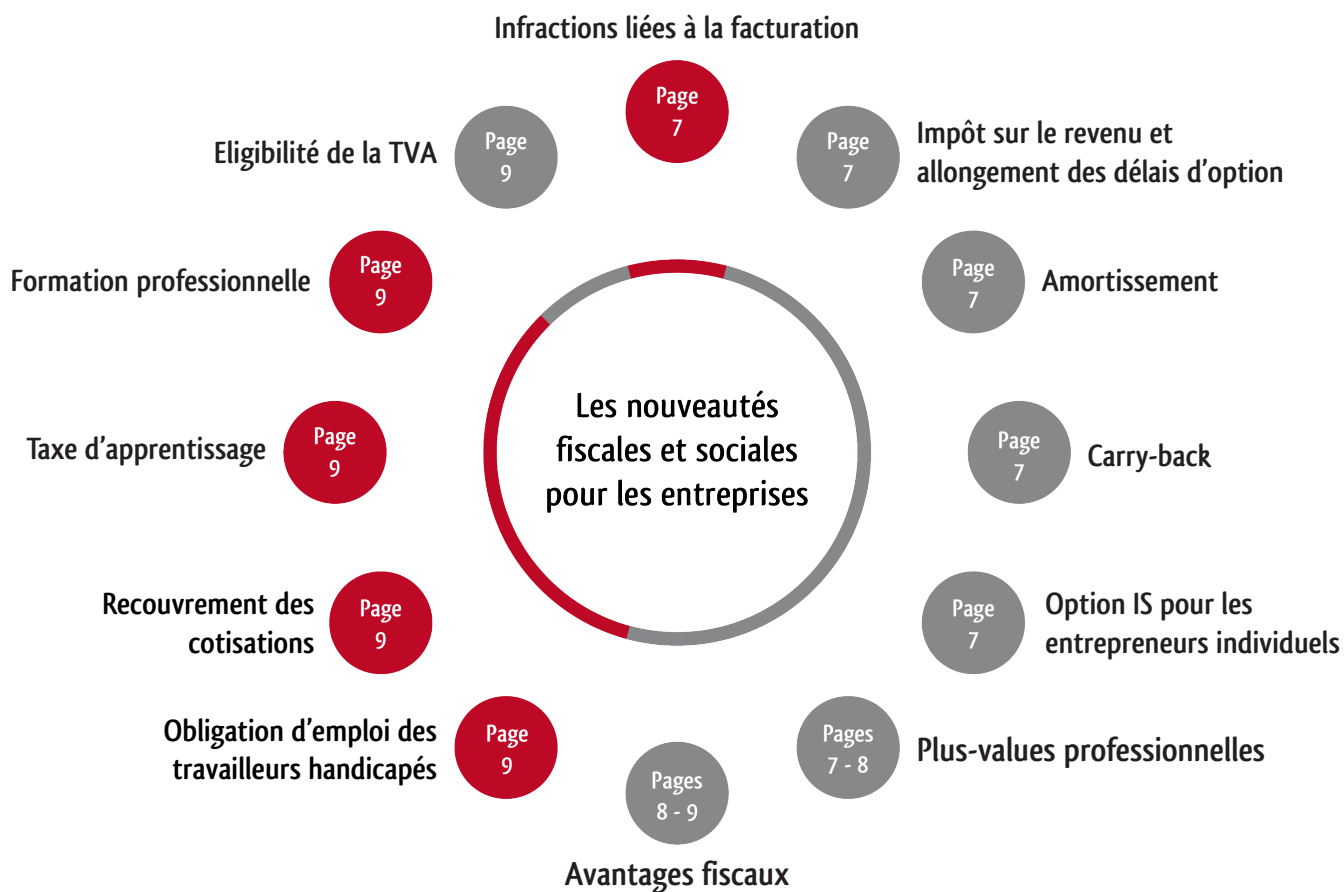 Infractions liées à la facturation
Page
7
Impôt sur le revenu et
allongement des délais d'option
Page
7
Amortissement
Page
7
Carry-back
Page
7
Option IS pour les
entrepreneurs individuels
Page
7
Plus-values professionnelles
Pages
7 - 8
Avantages fiscaux
Pages
8 - 9
Obligation d'emploi des
travailleurs handicapés
Page
9
Recouvrement des
cotisations
Page
9
Taxe d'apprentissage
Page
9
Formation professionnelle
Page
9
Eligibilité de la TVA
Page
9
Les nouveautés
fiscales et sociales
pour les entreprises